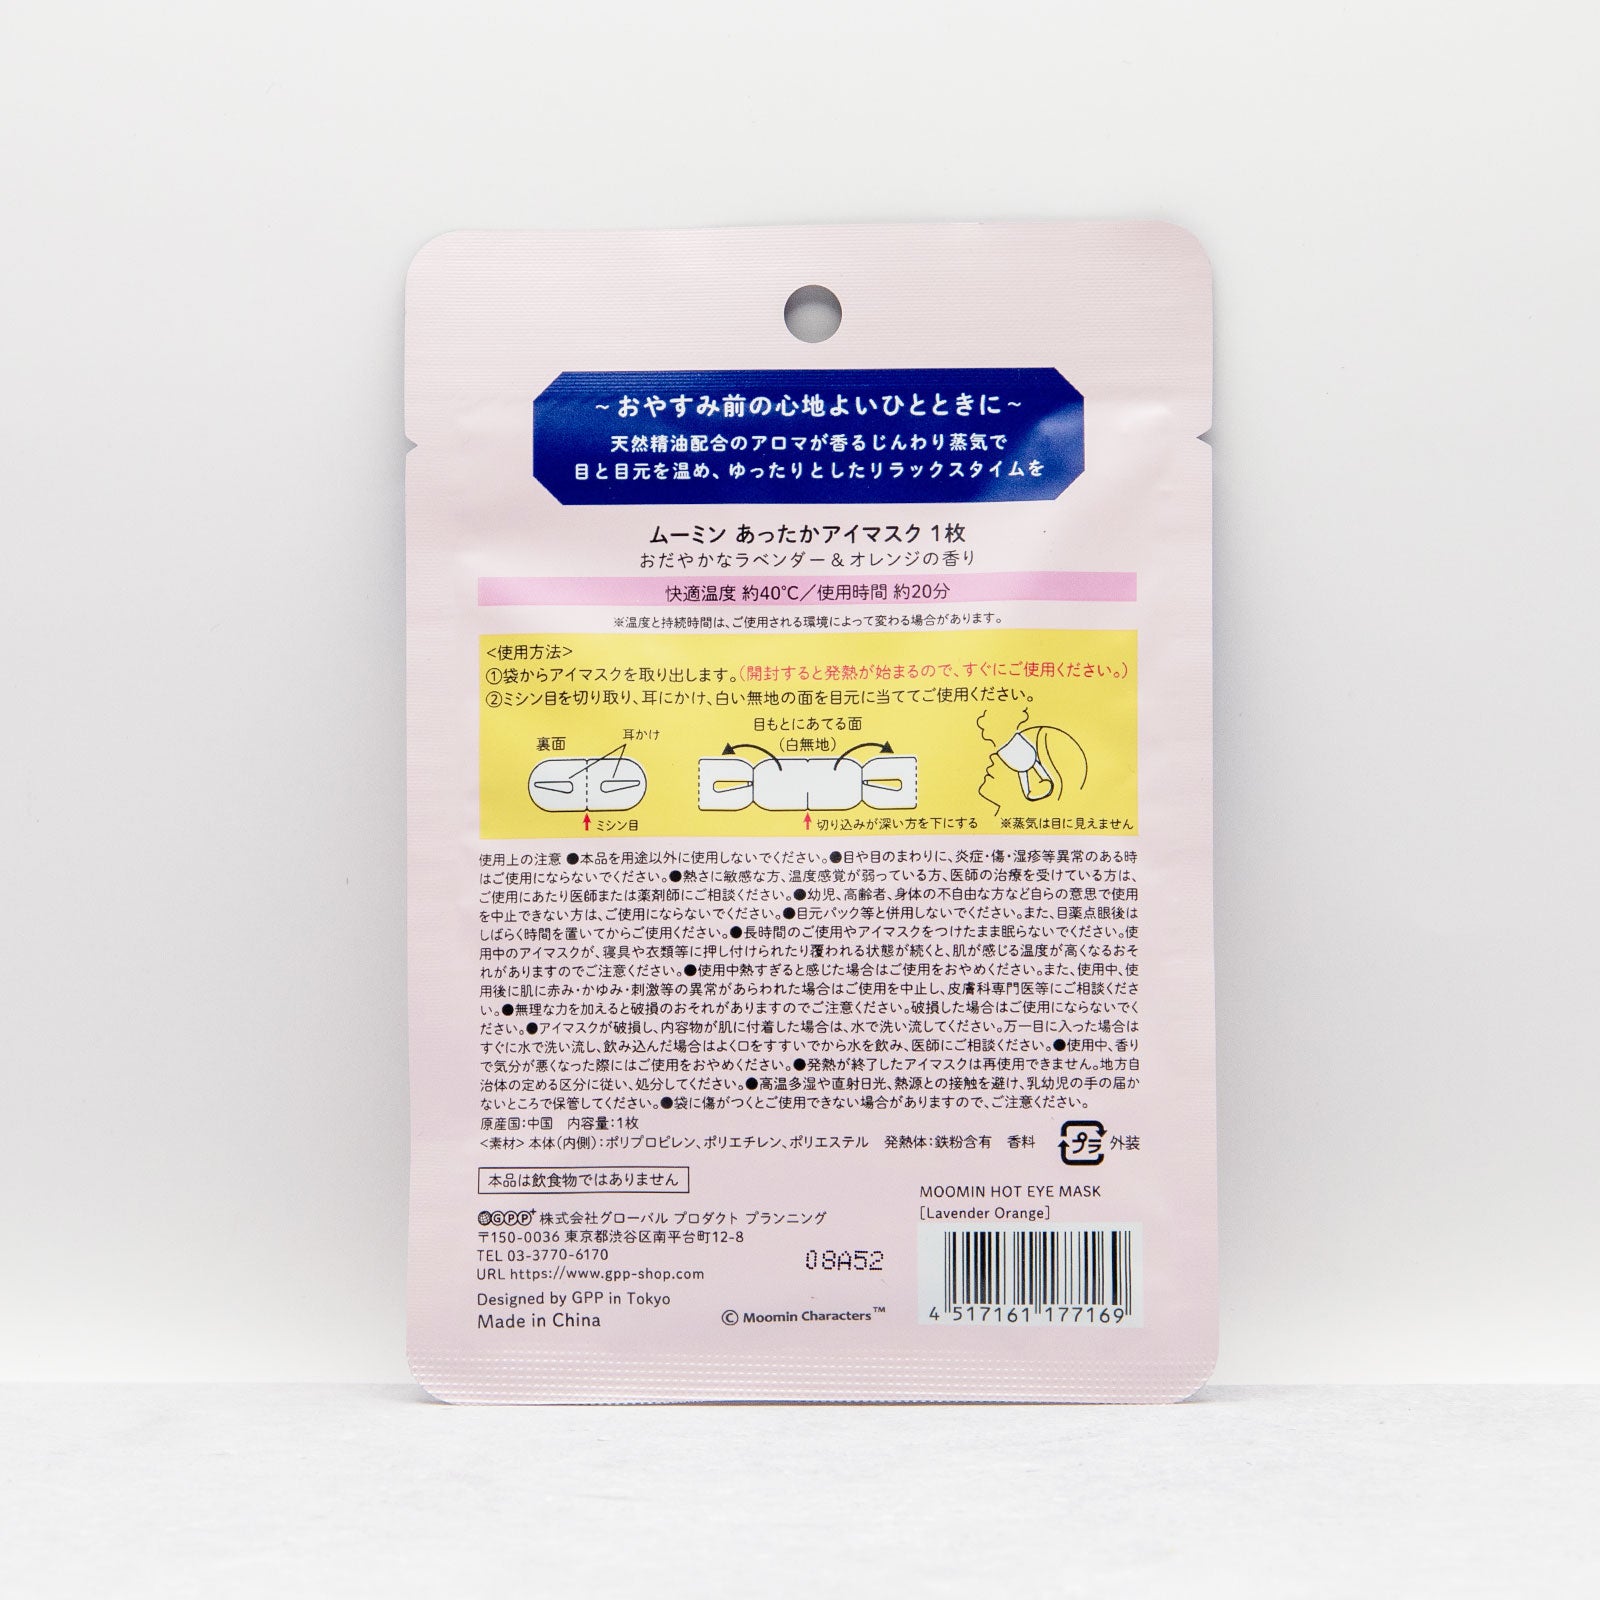 ～おやすみ前の心地よいひとときに～
天然精油配合のアロマが香るじんわり蒸気で
目と目元を温め、ゆったりとしたリラックスタイムを
ムーミン あったかアイマスク 1枚
おだやかなラベンダー＆オレンジの香り
快適温度 約40℃／使用時間 約20分
※温度と持続時間は、ご使用される環境によって変わる場合があります。
<使用方法>
①袋からアイマスクを取り出します。(開封すると発熱が始まるので、すぐにご使用ください。)
②ミシン目を切り取り、耳にかけ、白い無地の面を目元に当ててご使用ください。
裏面
耳かけ
ミシン目
目もとにあてる面
(白無地)
切り込みが深い方を下にする
※蒸気は目に見えません
使用上の注意 ●本品を用途以外に使用しないでください。●目や目のまわりに、炎症・傷・湿疹等異常のある時
はご使用にならないでください。●熱さに敏感な方、温度感覚が弱っている方、医師の治療を受けている方は、
ご使用にあたり医師または薬剤師にご相談ください。●幼児、高齢者、身体の不自由な方など自らの意思で使用
を中止できない方は、ご使用にならないでください。●目元パック等と併用しないでください。また、目薬点眼後は
しばらく時間を置いてからご使用ください。●長時間のご使用やアイマスクをつけたまま眠らないでください。使
用中のアイマスクが、寝具や衣類等に押し付けられたり覆われる状態が続くと、肌が感じる温度が高くなるおそ
れがありますのでご注意ください。●使用中熱すぎると感じた場合はご使用をおやめください。また、使用中、使
用後に肌に赤み・かゆみ・刺激等の異常があらわれた場合はご使用を中止し、皮膚科専門医等にご相談くださ
い。●無理な力を加えると破損のおそれがありますのでご注意ください。破損した場合はご使用にならないでく
ださい。●アイマスクが破損し、内容物が肌に付着した場合は、水で洗い流してください。万一目に入った場合は
すぐに水で洗い流し、飲み込んだ場合はよく口をすすいでから水を飲み、医師にご相談ください。●使用中、香り
で気分が悪くなった際にはご使用をおやめください。●発熱が終了したアイマスクは再使用できません。地方自
治体の定める区分に従い、処分してください。●高温多湿や直射日光、熱源との接触を避け、乳幼児の手の届か
ないところで保管してください。●袋に傷がつくとご使用できない場合がありますので、ご注意ください。
原産国:中国 内容量:1枚
<素材> 本体(内側):ポリプロピレン、ポリエチレン、ポリエステル 発熱体:鉄粉含有 香料
プラ 外装
本品は飲食物ではありません
GPP+ 株式会社グローバル プロダクト プランニング
〒150-0036 東京都渋谷区南平台町12-8
TEL 03-3770-6170
URL https://www.gpp-shop.com
Designed by GPP in Tokyo
Made in China
08A52
© Moomin Characters™
MOOMIN HOT EYE MASK
[Lavender Orange]
4 517161 177169